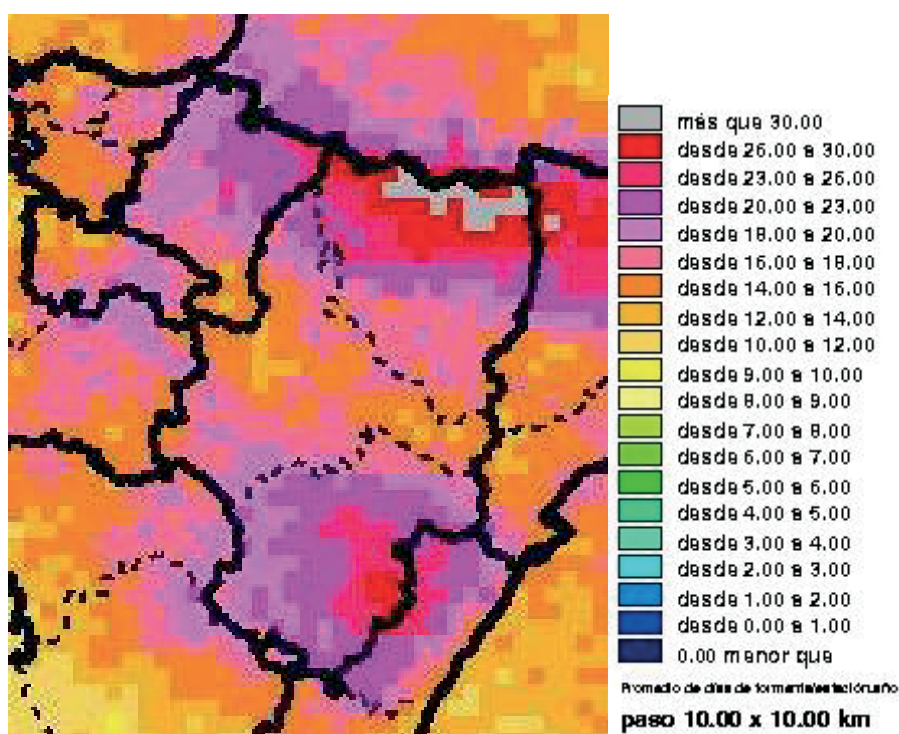 más que 30.00
desde 26.00 a 30.00
desde 23.00 a 26.00
desde 20.00 a 23.00
desde 18.00 a 20.00
desde 16.00 a 18.00
desde 14.00 a 16.00
desde 12.00 a 14.00
desde 10.00 a 12.00
desde 9.00 a 10.00
desde 8.00 a 9.00
desde 7.00 a 8.00
desde 6.00 a 7.00
desde 5.00 a 6.00
desde 4.00 a 5.00
desde 3.00 a 4.00
desde 2.00 a 3.00
desde 1.00 a 2.00
desde 0.00 a 1.00
0.00 menor que
Promedio de días de tormenta/estación,año
paso 10.00 x 10.00 km